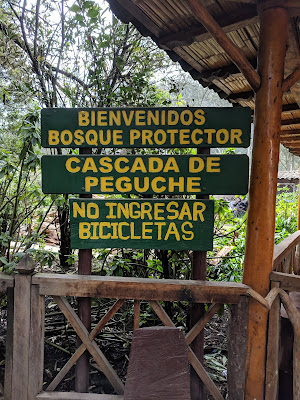 BIENVENIDOS
BOSQUE PROTECTOR
CASCADA DE
PEGUCHE
NO INGRESAR
BICICLETAS